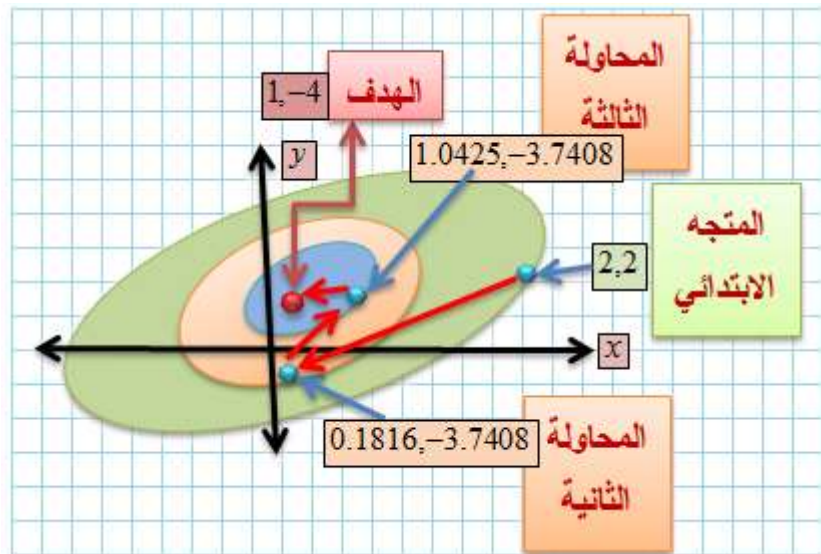 المحاولة
الثالثة
الهدف
1,−4
y
1.0425,−3.7408
المتجه
الابتدائي
2,2
x
0.1816,−3.7408
المحاولة
الثانية